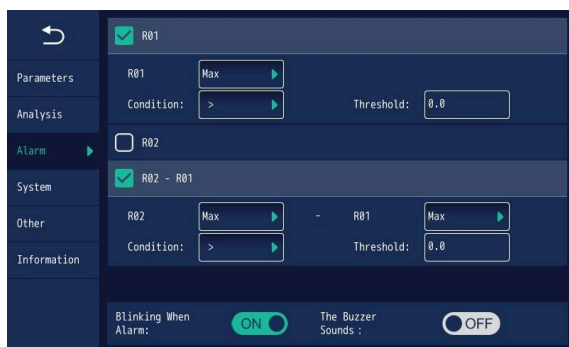 R01
Parameters
R01 Max
Condition: > Threshold: 0.0
Analysis
Alarm
R02
System
R02 - R01
Other
R02 Max - R01 Max
Condition: > Threshold: 0.0
Information
Blinking When
Alarm: ON
The Buzzer
Sounds : OFF